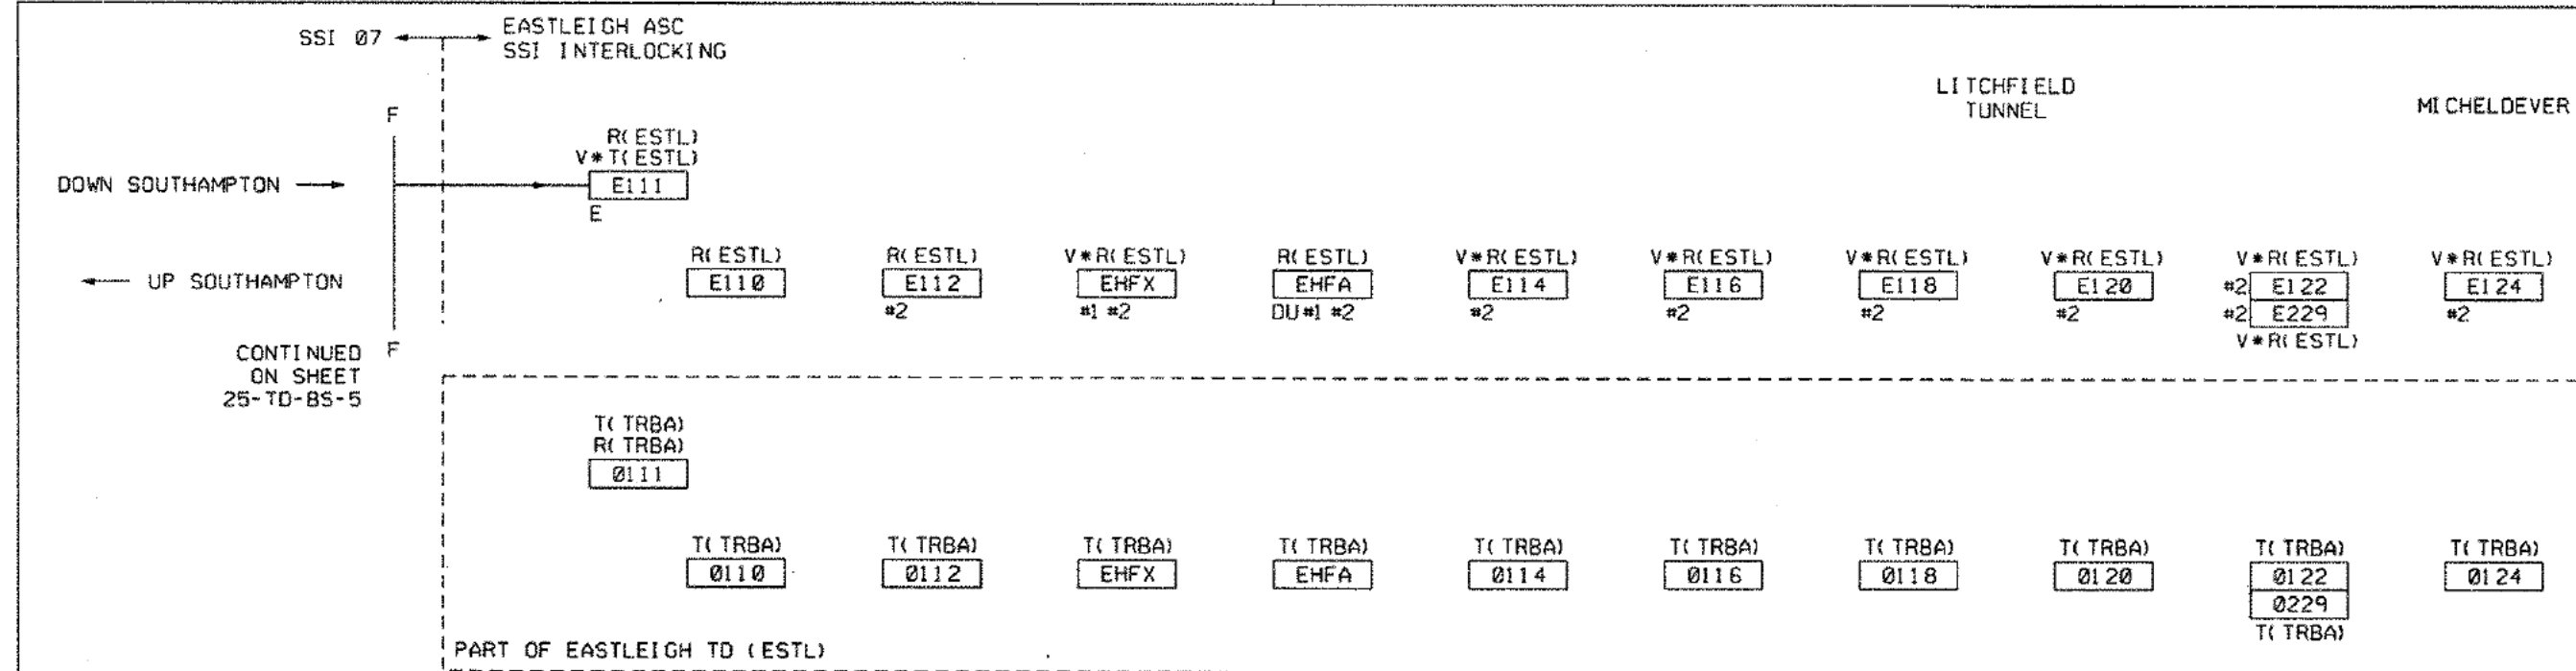 SSI 07
EASTLEIGH ASC
SSI INTERLOCKING
LITCHFIELD
TUNNEL
MICHELDEVER
F
R(ESTL)
V*T(ESTL)
DOWN SOUTHAMPTON
E111
E
R(ESTL) R(ESTL) V*R(ESTL) R(ESTL) V*R(ESTL) V*R(ESTL) V*R(ESTL) V*R(ESTL) V*R(ESTL) V*R(ESTL)
UP SOUTHAMPTON
E110 E112 EHFX EHFA E114 E116 E118 E120 #2 E122 E124
#2 #1 #2 DU#1 #2 #2 #2 #2 #2 #2 E229 #2
V*R(ESTL)
CONTINUED F
ON SHEET
25-TD-BS-5
T(TRBA)
R(TRBA)
0111
T(TRBA) T(TRBA) T(TRBA) T(TRBA) T(TRBA) T(TRBA) T(TRBA) T(TRBA) T(TRBA) T(TRBA)
0110 0112 EHFX EHFA 0114 0116 0118 0120 0122 0124
0229
T(TRBA)
PART OF EASTLEIGH TD (ESTL)